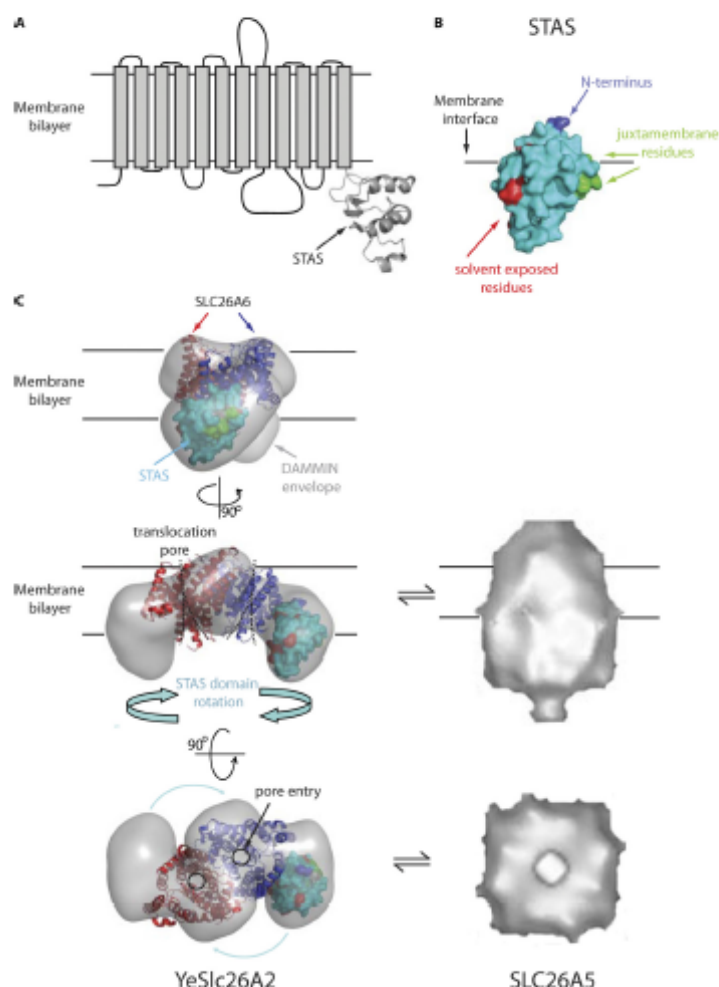 A
B
STAS
Membrane
bilayer
N-terminus
Membrane
interface
juxtamembrane
residues
STAS
solvent exposed
residues
C
SLC26A6
Membrane
bilayer
STAS
DAMMIN
envelope
90°
translocation
pore
Membrane
bilayer
STAS domain
rotation
90°
pore entry
YeSlc26A2
SLC26A5